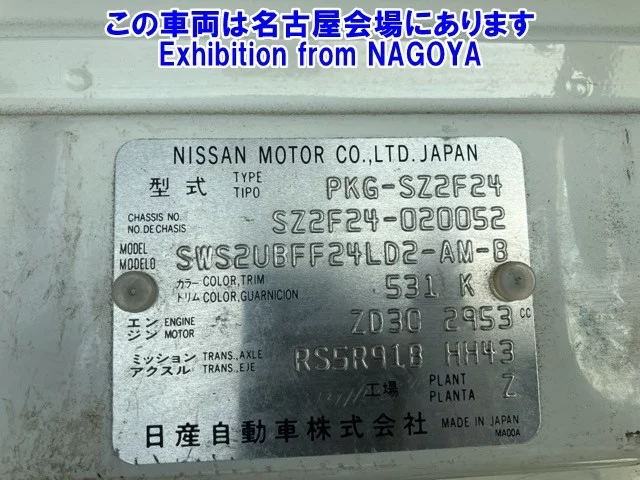 この車両は名古屋会場にあります
Exhibition from NAGOYA
NISSAN MOTOR CO.,LTD.JAPAN
型式 TYPE TIPO PKG-SZ2F24
CHASSIS NO. NO.DE CHASIS SZ2F24-020052
MODEL MODELO SWS2UBFF24LD2-AM-B
カラー COLOR,TRIM
トリム COLOR,GUARNICION 531 K
エンジン ENGINE MOTOR ZD30 2953 cc
ミッション TRANS.,AXLE
アクスル TRANS.,EJE RS5R91B HH43
工場 PLANT PLANTA Z
日産自動車株式会社 MADE IN JAPAN
MA00A